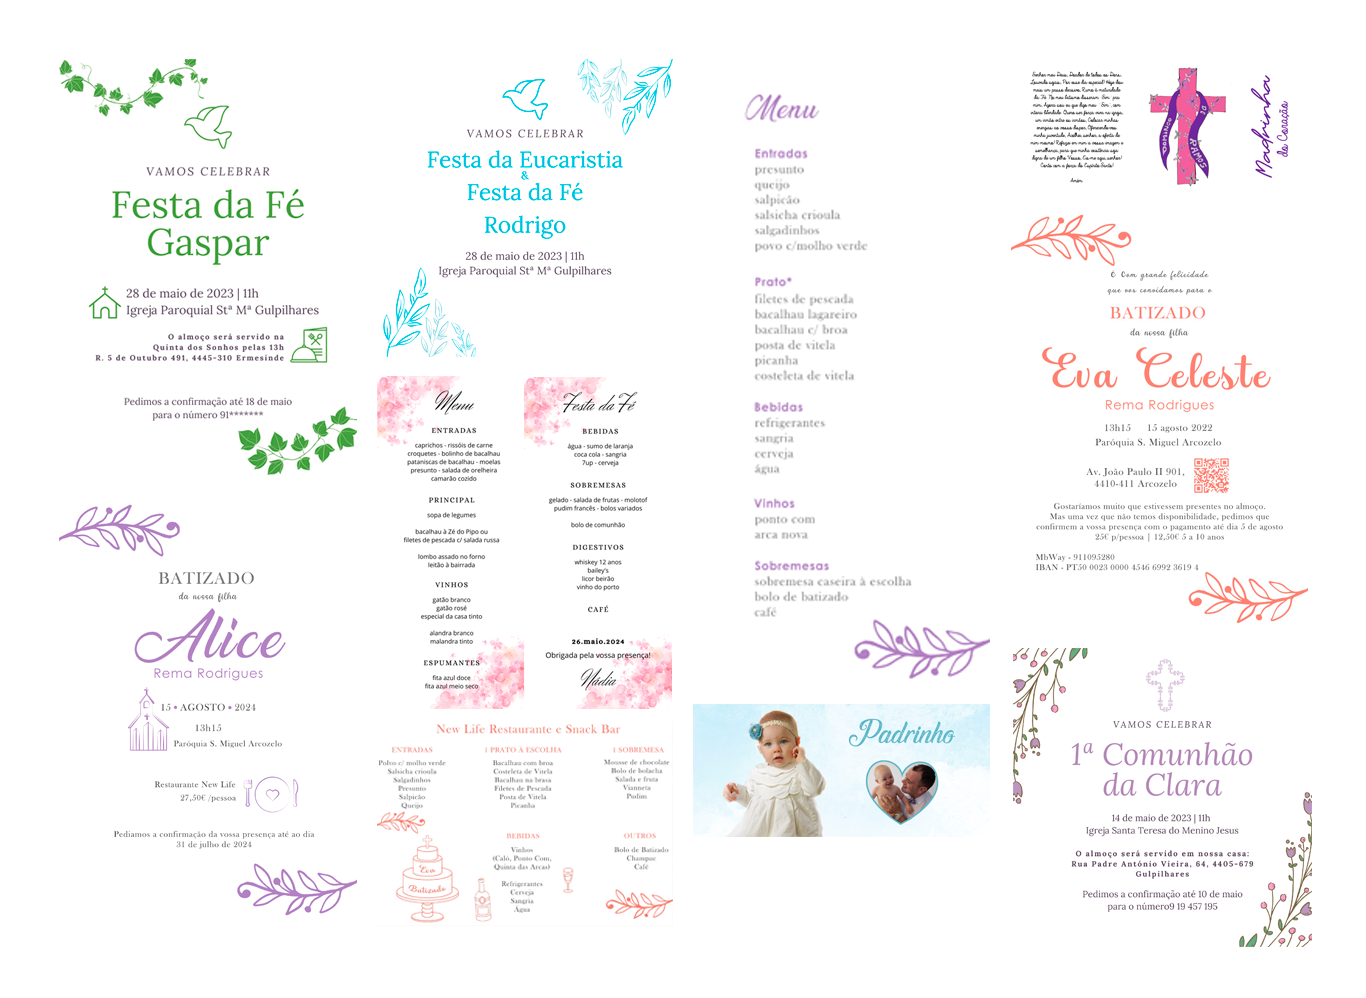 VAMOS CELEBRAR
Festa da Fé
Gaspar
28 de maio de 2023 | 11h
Igreja Paroquial Stª Mª Gulpilhares
O almoço será servido na
Quinta dos Sonhos pelas 13h
R. 5 de Outubro 491, 4445-310 Ermesinde
Pedimos a confirmação até 18 de maio
para o número 91*******
BATIZADO
da nossa filha
Alice
Rema Rodrigues
15 • AGOSTO • 2024
13h15
Paróquia S. Miguel Arcozelo
Restaurante New Life
27,50€ /pessoa
Pediamos a confirmação da vossa presença até ao dia
31 de julho de 2024
VAMOS CELEBRAR
Festa da Eucaristia
&
Festa da Fé
Rodrigo
28 de maio de 2023 | 11h
Igreja Paroquial Stª Mª Gulpilhares
Menu
ENTRADAS
caprichos - rissóis de carne
croquetes - bolinho de bacalhau
pataniscas de bacalhau - moelas
presunto - salada de orelheira
camarão cozido
PRINCIPAL
sopa de legumes
bacalhau à Zé do Pipo ou
filetes de pescada c/ salada russa
lombo assado no forno
leitão à bairrada
VINHOS
gatão branco
gatão rosé
especial da casa tinto
alandra branco
malandra tinto
ESPUMANTES
fita azul doce
fita azul meio seco
Festa da Fé
BEBIDAS
água - sumo de laranja
coca cola - sangria
7up - cerveja
SOBREMESAS
gelado - salada de frutas - molotof
pudim francês - bolos variados
bolo de comunhão
DIGESTIVOS
whiskey 12 anos
bailey's
licor beirão
vinho do porto
CAFÉ
26.maio.2024
Obrigada pela vossa presença!
Nádia
New Life Restaurante e Snack Bar
ENTRADAS
Polvo c/ molho verde
Salsicha crioula
Salgadinhos
Presunto
Salpicão
Queijo
1 PRATO À ESCOLHA
Bacalhau com broa
Costeleta de Vitela
Bacalhau na brasa
Filetes de Pescada
Posta de Vitela
Picanha
1 SOBREMESA
Mousse de chocolate
Bolo de bolacha
Salada e fruta
Vianneta
Pudim
Eva
Batizado
BEBIDAS
Vinhos
(Caló, Ponto Com,
Quinta das Arcas)
Refrigerantes
Cerveja
Sangria
Água
OUTROS
Bolo de Batizado
Champue
Café
Menu
Entradas
presunto
queijo
salpicão
salsicha crioula
salgadinhos
povo c/molho verde
Prato*
filetes de pescada
bacalhau lagareiro
bacalhau c/ broa
posta de vitela
picanha
costeleta de vitela
Bebidas
refrigerantes
sangria
cerveja
água
Vinhos
ponto com
arca nova
Sobremesas
sobremesa caseira à escolha
bolo de batizado
café
Padrinho
DOMINGO
DE
RAMOS
Madrinha
de Coração
É Com grande felicidade
que vos convidamos para o
BATIZADO
da nossa filha
Eva Celeste
Rema Rodrigues
13h15 15 agosto 2022
Paróquia S. Miguel Arcozelo
Av. João Paulo II 901,
4410-411 Arcozelo
Gostaríamos muito que estivessem presentes no almoço.
Mas uma vez que não temos disponibilidade, pedimos que
confirmem a vossa presença com o pagamento até dia 5 de agosto
25€ p/pessoa | 12,50€ 5 a 10 anos
MbWay - 911095280
IBAN - PT50 0023 0000 4546 6992 3619 4
VAMOS CELEBRAR
1ª Comunhão
da Clara
14 de maio de 2023 | 11h
Igreja Santa Teresa do Menino Jesus
O almoço será servido em nossa casa:
Rua Padre António Vieira, 64, 4405-679
Gulpilhares
Pedimos a confirmação até 10 de maio
para o número9 19 457 195